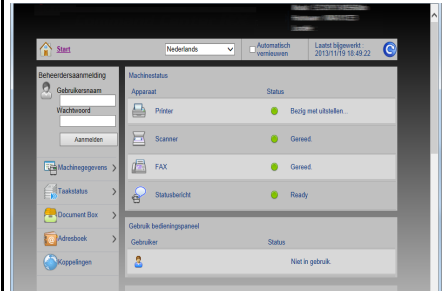 Start
Nederlands
Automatisch vernieuwen
Laatst bijgewerkt :
2013/11/19 18:49:22
Beheerdersaanmelding
Gebruikersnaam
Wachtwoord
Aanmelden
Machinegegevens
Taakstatus
Document Box
Adresboek
Koppelingen
Machinestatus
Apparaat Status
Printer Bezig met uitstellen...
Scanner Gereed.
FAX Gereed.
Statusbericht Ready
Gebruik bedieningspaneel
Gebruiker Status
Niet in gebruik.